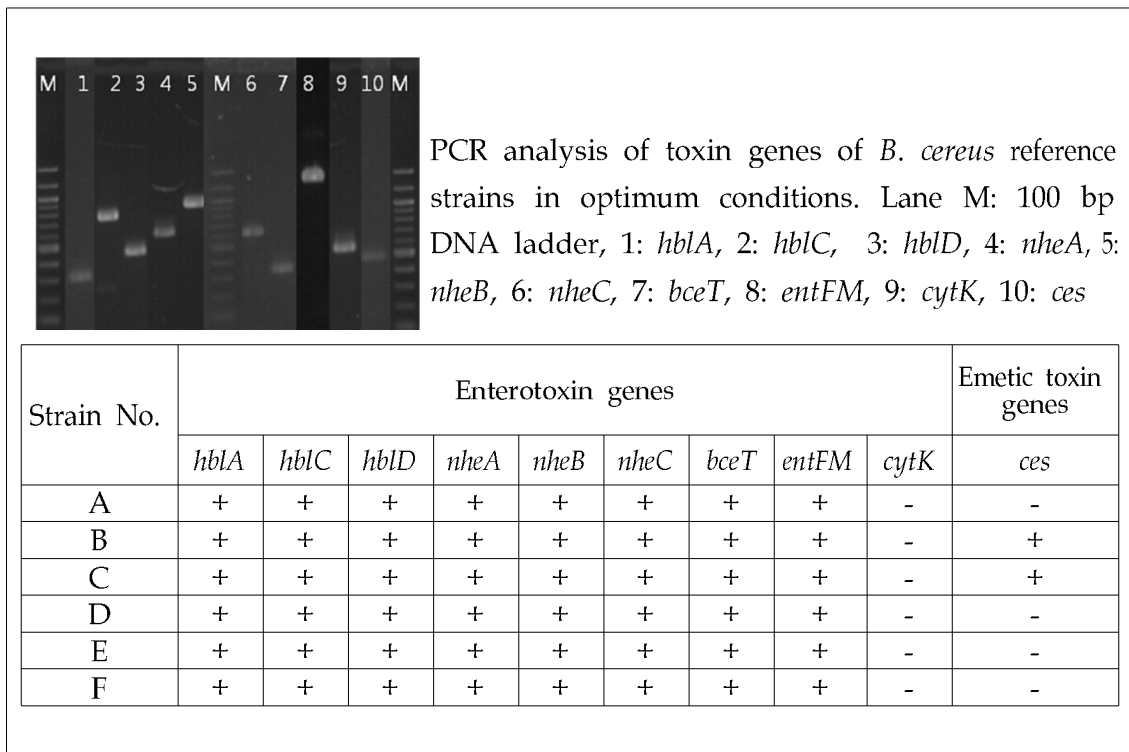 M 1 2 3 4 5 M 6 7 8 9 10 M
PCR analysis of toxin genes of B. cereus reference
strains in optimum conditions. Lane M: 100 bp
DNA ladder, 1: hblA, 2: hblC, 3: hblD, 4: nheA, 5:
nheB, 6: nheC, 7: bceT, 8: entFM, 9: cytK, 10: ces
Strain No. Enterotoxin genes Emetic toxin
genes
hblA hblC hblD nheA nheB nheC bceT entFM cytK ces
A + + + + + + + + - -
B + + + + + + + + - +
C + + + + + + + + - +
D + + + + + + + + - -
E + + + + + + + + - -
F + + + + + + + + - -